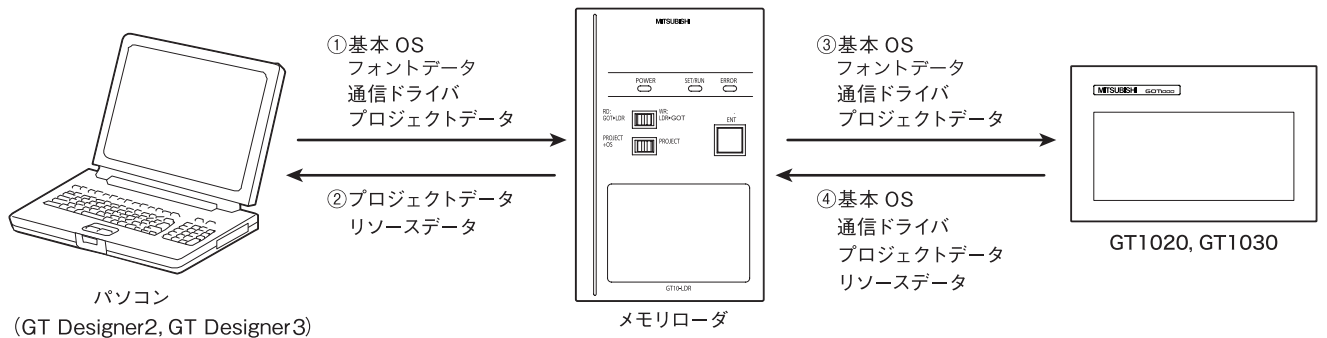 ①基本 OS
フォントデータ
通信ドライバ
プロジェクトデータ
②プロジェクトデータ
リソースデータ
パソコン
(GT Designer2, GT Designer3)
MITSUBISHI
POWER
SET/RUN
ERROR
RD:
GOT▸LDR
WR:
LDR▸GOT
PROJECT
+OS
PROJECT
ENT
GT10-LDR
メモリローダ
③基本 OS
フォントデータ
通信ドライバ
プロジェクトデータ
④基本 OS
通信ドライバ
プロジェクトデータ
リソースデータ
MITSUBISHI GOT1000
GT1020, GT1030